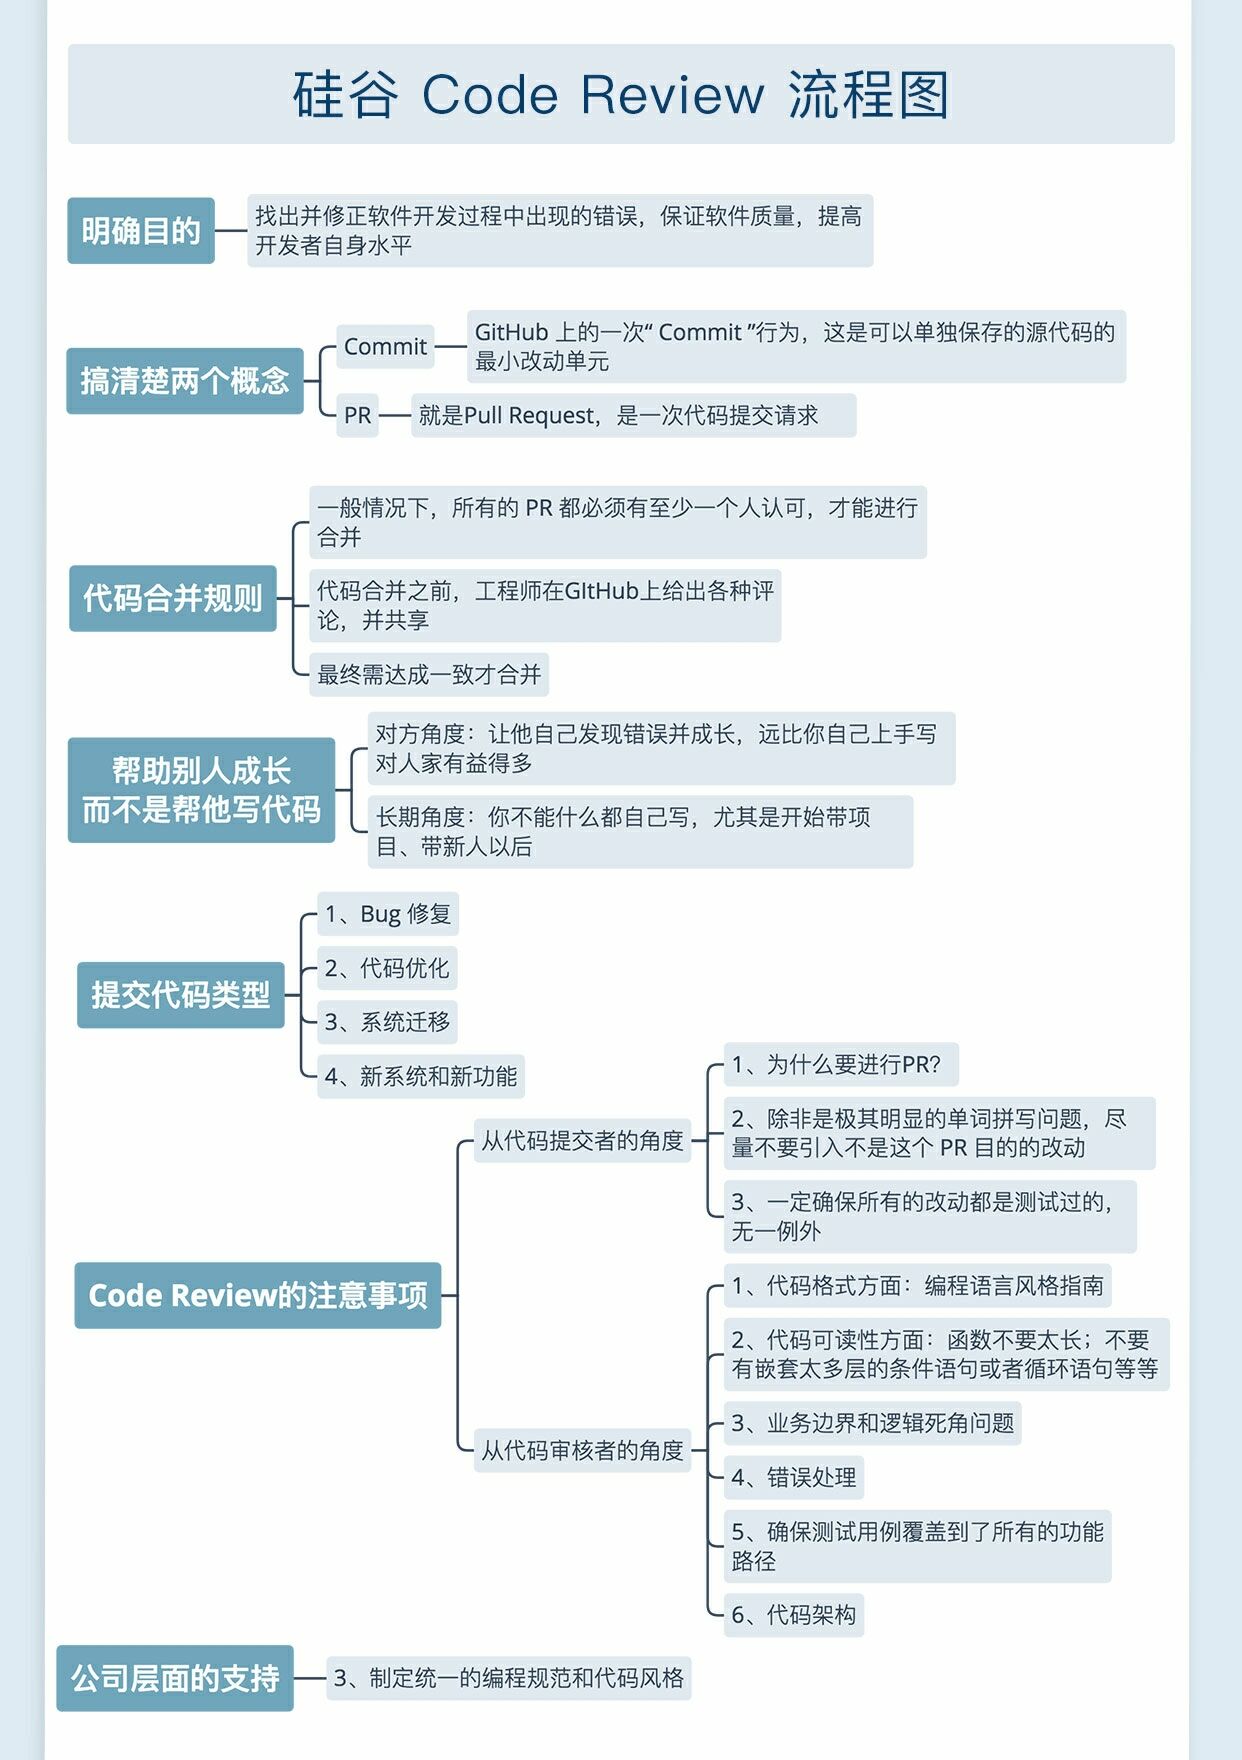 硅谷 Code Review 流程图
明确目的
找出并修正软件开发过程中出现的错误，保证软件质量，提高
开发者自身水平
搞清楚两个概念
Commit
GitHub 上的一次“ Commit ”行为，这是可以单独保存的源代码的
最小改动单元
PR
就是Pull Request，是一次代码提交请求
代码合并规则
一般情况下，所有的 PR 都必须有至少一个人认可，才能进行
合并
代码合并之前，工程师在GItHub上给出各种评
论，并共享
最终需达成一致才合并
帮助别人成长
而不是帮他写代码
对方角度：让他自己发现错误并成长，远比你自己上手写
对人家有益得多
长期角度：你不能什么都自己写，尤其是开始带项
目、带新人以后
提交代码类型
1、Bug 修复
2、代码优化
3、系统迁移
4、新系统和新功能
Code Review的注意事项
从代码提交者的角度
1、为什么要进行PR？
2、除非是极其明显的单词拼写问题，尽
量不要引入不是这个 PR 目的的改动
3、一定确保所有的改动都是测试过的，
无一例外
从代码审核者的角度
1、代码格式方面：编程语言风格指南
2、代码可读性方面：函数不要太长；不要
有嵌套太多层的条件语句或者循环语句等等
3、业务边界和逻辑死角问题
4、错误处理
5、确保测试用例覆盖到了所有的功能
路径
6、代码架构
公司层面的支持
3、制定统一的编程规范和代码风格